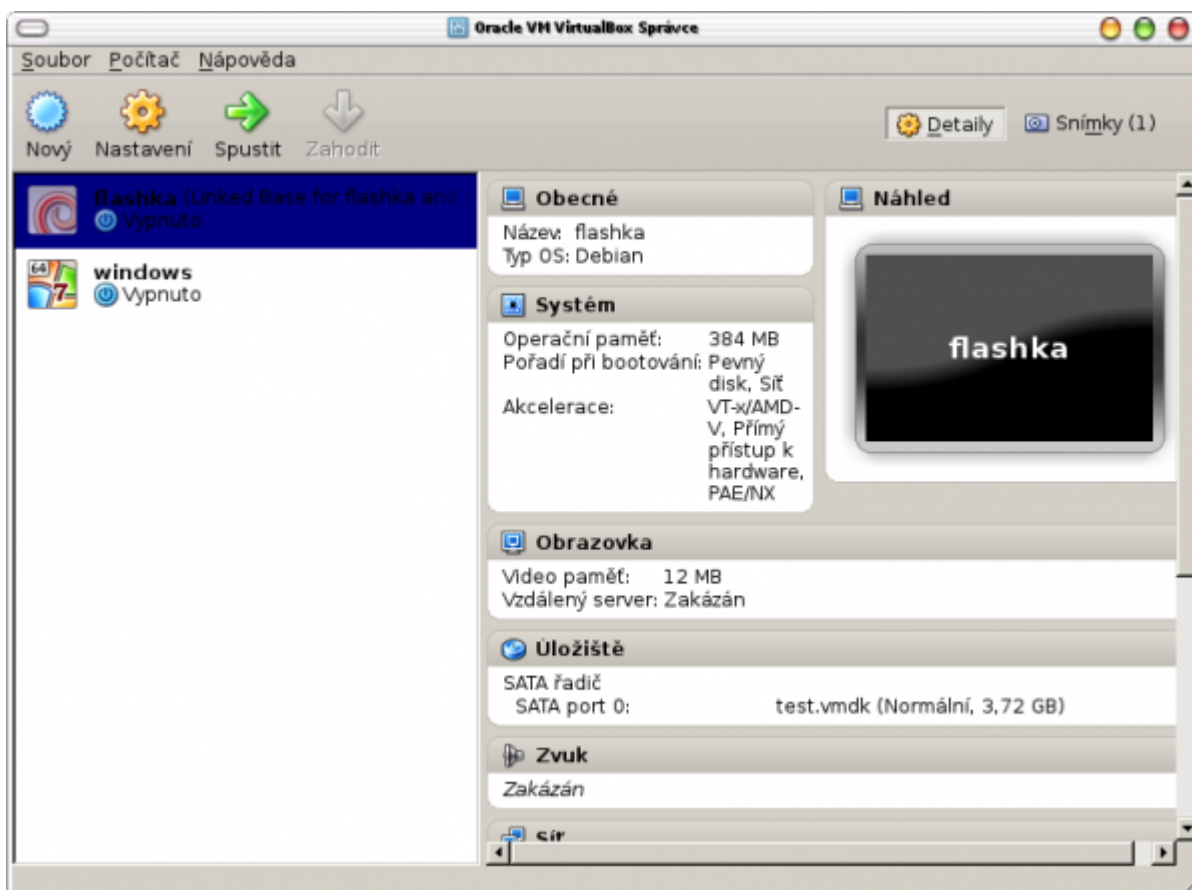 Oracle VM VirtualBox Správce
Soubor Počítač Nápověda
Nový Nastavení Spustit Zahodit
Detaily Snímky (1)
flashka (Linked Base for flashka and
Vypnuto
64
7
windows
Vypnuto
Obecné
Název: flashka
Typ OS: Debian
Systém
Operační paměť: 384 MB
Pořadí při bootování: Pevný
disk, Síť
Akcelerace: VT-x/AMD-
V, Přímý
přístup k
hardware,
PAE/NX
Náhled
flashka
Obrazovka
Video paměť: 12 MB
Vzdálený server: Zakázán
Úložiště
SATA řadič
SATA port 0: test.vmdk (Normální, 3,72 GB)
Zvuk
Zakázán
Síť